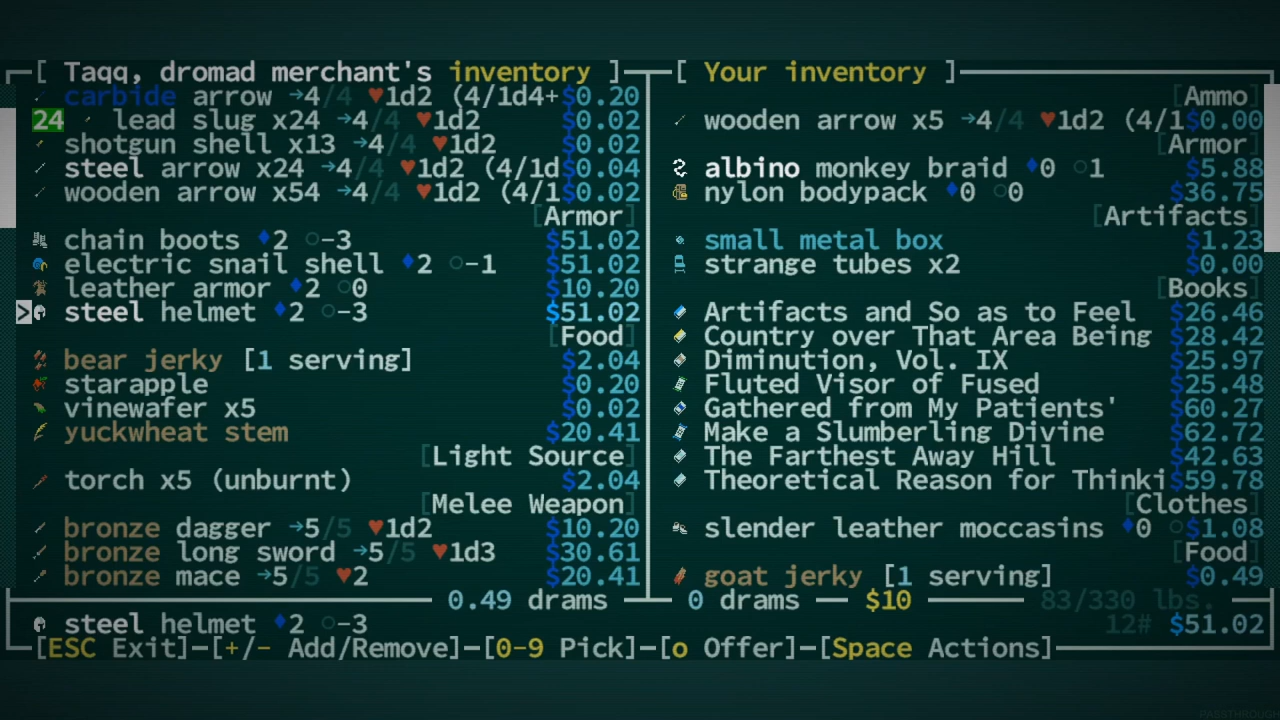 [ Taqq, dromad merchant's inventory ]
carbide arrow →4/4 ♥1d2 (4/1d4+ $0.20
24 lead slug x24 →4/4 ♥1d2 $0.02
shotgun shell x13 →4/4 ♥1d2 $0.02
steel arrow x24 →4/4 ♥1d2 (4/1d $0.04
wooden arrow x54 →4/4 ♥1d2 (4/1 $0.02
[Armor]
chain boots ♦2 ○-3 $51.02
electric snail shell ♦2 ○-1 $51.02
leather armor ♦2 ○0 $10.20
> steel helmet ♦2 ○-3 $51.02
[Food]
bear jerky [1 serving] $2.04
starapple $0.20
vinewafer x5 $0.02
yuckwheat stem $20.41
[Light Source]
torch x5 (unburnt) $2.04
[Melee Weapon]
bronze dagger →5/5 ♥1d2 $10.20
bronze long sword →5/5 ♥1d3 $30.61
bronze mace →5/5 ♥2 $20.41
[ Your inventory ]
[Ammo]
wooden arrow x5 →4/4 ♥1d2 (4/1 $0.00
[Armor]
albino monkey braid ♦0 ○1 $5.88
nylon bodypack ♦0 ○0 $36.75
[Artifacts]
small metal box $1.23
strange tubes x2 $0.00
[Books]
Artifacts and So as to Feel $26.46
Country over That Area Being $28.42
Diminution, Vol. IX $25.97
Fluted Visor of Fused $25.48
Gathered from My Patients' $60.27
Make a Slumberling Divine $62.72
The Farthest Away Hill $42.63
Theoretical Reason for Thinki $59.78
[Clothes]
slender leather moccasins ♦0 ○ $1.08
[Food]
goat jerky [1 serving] $0.49
0.49 drams
0 drams — $10
83/330 lbs.
steel helmet ♦2 ○-3 12# $51.02
[ESC Exit]—[+/- Add/Remove]—[0-9 Pick]—[o Offer]—[Space Actions]